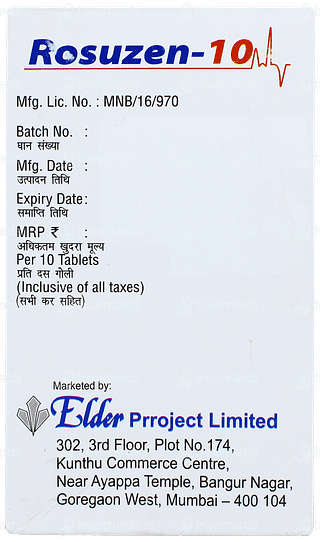 Rosuzen-10
Mfg. Lic. No. : MNB/16/970
Batch No. :
घान संख्या
Mfg. Date :
उत्पादन तिथि
Expiry Date:
समाप्ति तिथि
MRP ₹ :
अधिकतम खुदरा मूल्य
Per 10 Tablets
प्रति दस गोली
(Inclusive of all taxes)
(सभी कर सहित)
Marketed by:
Elder Prroject Limited
302, 3rd Floor, Plot No.174,
Kunthu Commerce Centre,
Near Ayappa Temple, Bangur Nagar,
Goregaon West, Mumbai – 400 104